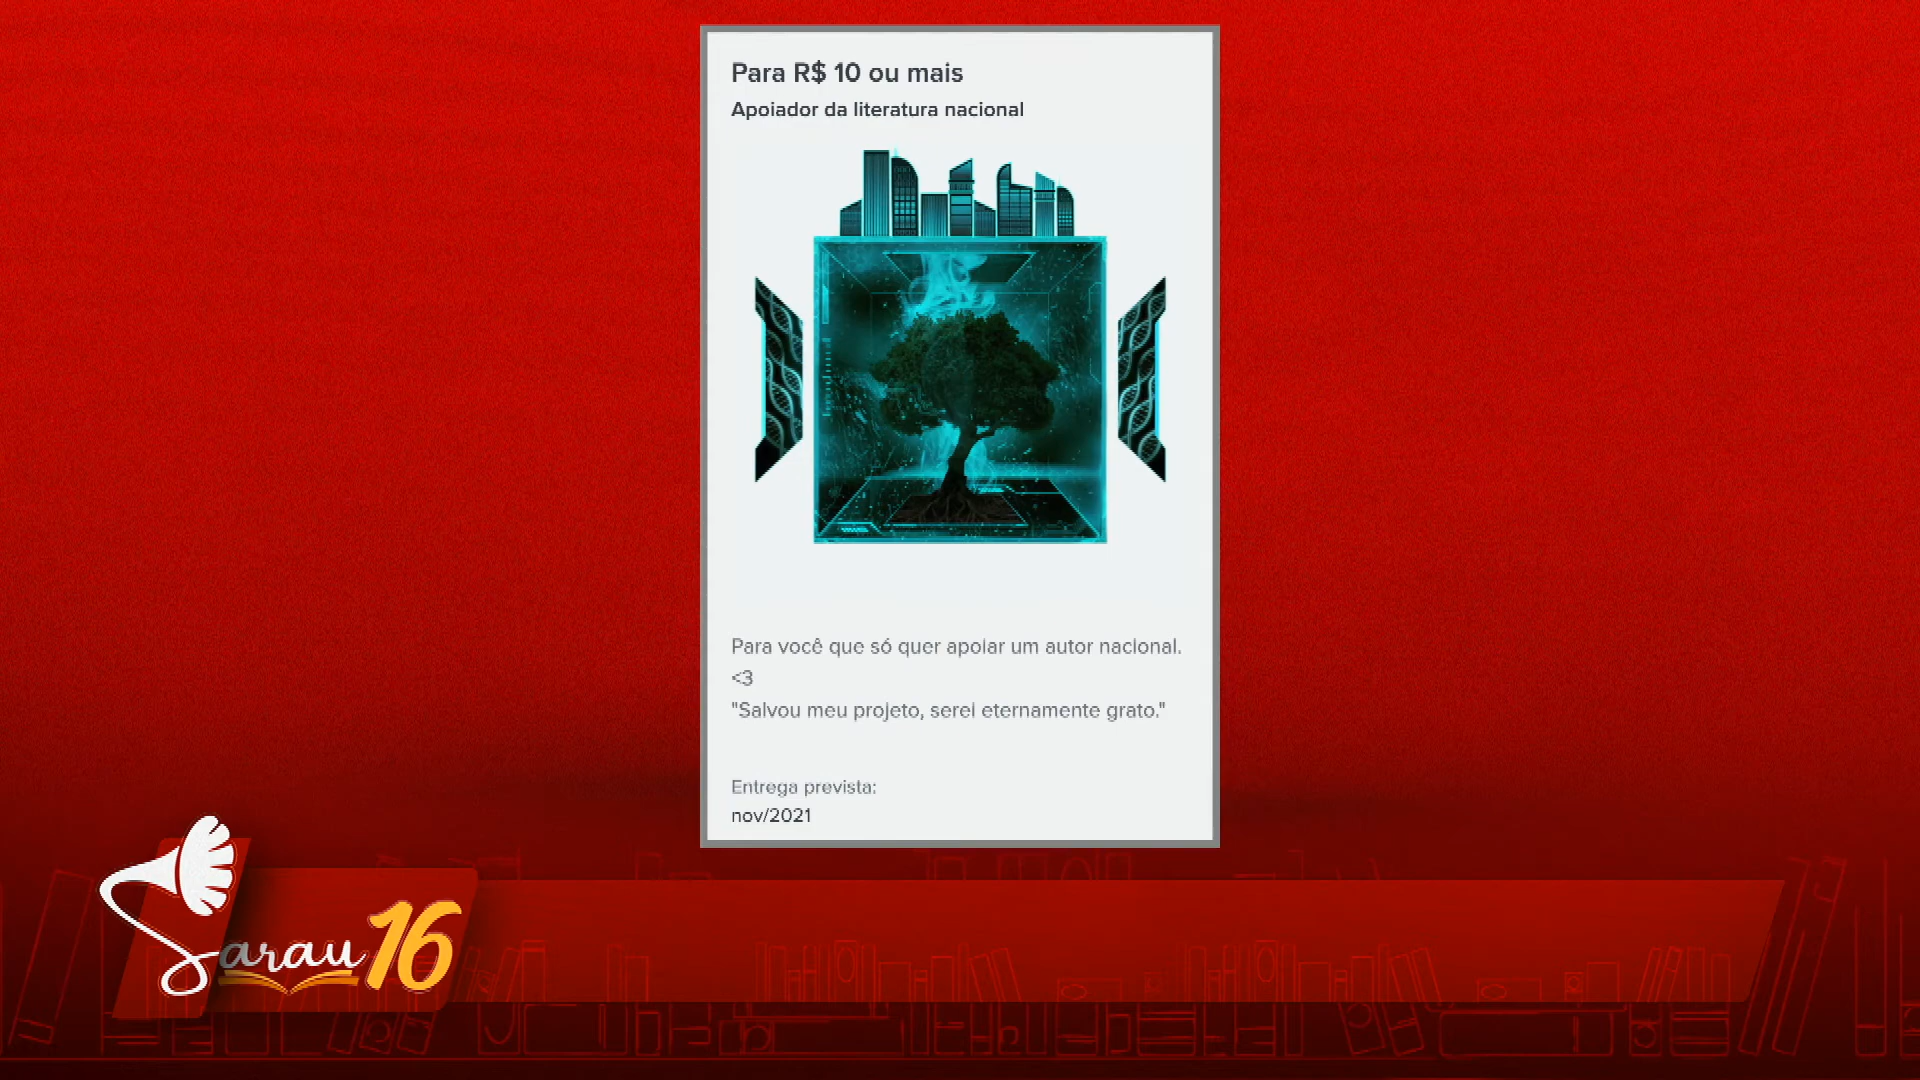 Para R$ 10 ou mais
Apoiador da literatura nacional
Para você que só quer apoiar um autor nacional.
<3
"Salvou meu projeto, serei eternamente grato."
Entrega prevista:
nov/2021
Sarau 16